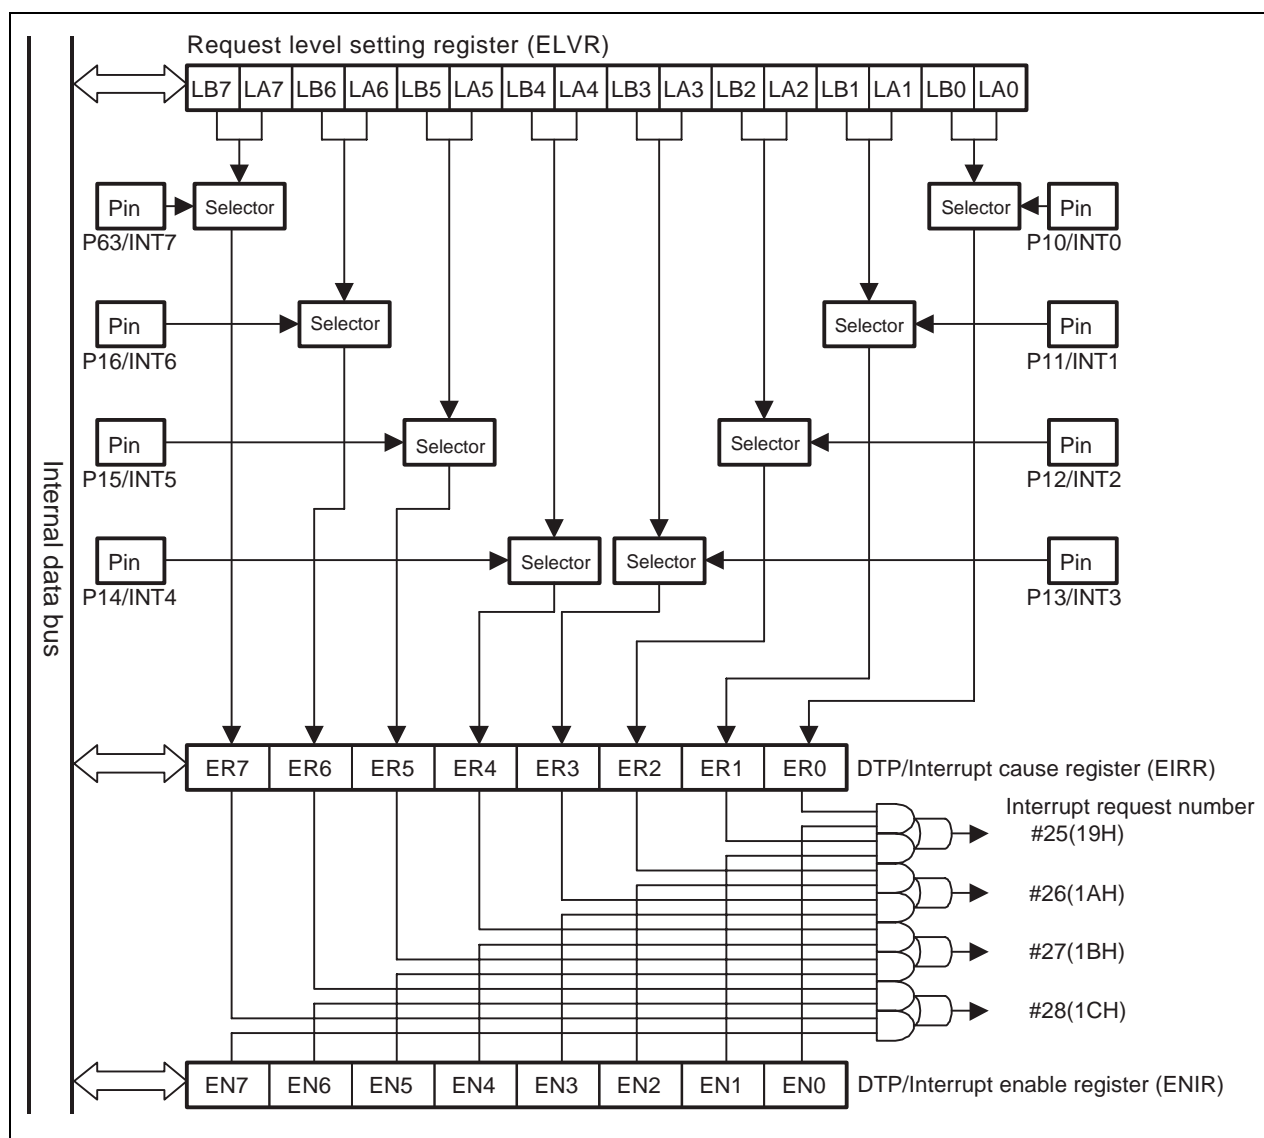 Request level setting register (ELVR)
LB7 LA7 LB6 LA6 LB5 LA5 LB4 LA4 LB3 LA3 LB2 LA2 LB1 LA1 LB0 LA0
Pin Selector Selector Pin
P63/INT7 P10/INT0
Pin Selector Selector Pin
P16/INT6 P11/INT1
Pin Selector Selector Pin
P15/INT5 P12/INT2
Pin Selector Selector Pin
P14/INT4 P13/INT3
Internal data bus
ER7 ER6 ER5 ER4 ER3 ER2 ER1 ER0 DTP/Interrupt cause register (EIRR)
Interrupt request number
#25(19H)
#26(1AH)
#27(1BH)
#28(1CH)
EN7 EN6 EN5 EN4 EN3 EN2 EN1 EN0 DTP/Interrupt enable register (ENIR)